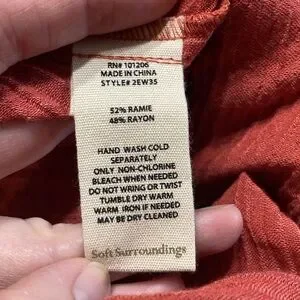 RN# 101206
MADE IN CHINA
STYLE# 2EW35
52% RAMIE
48% RAYON
HAND WASH COLD
SEPARATELY
ONLY NON-CHLORINE
BLEACH WHEN NEEDED
DO NOT WRING OR TWIST
TUMBLE DRY WARM
WARM IRON IF NEEDED
MAY BE DRY CLEANED
Soft Surroundings